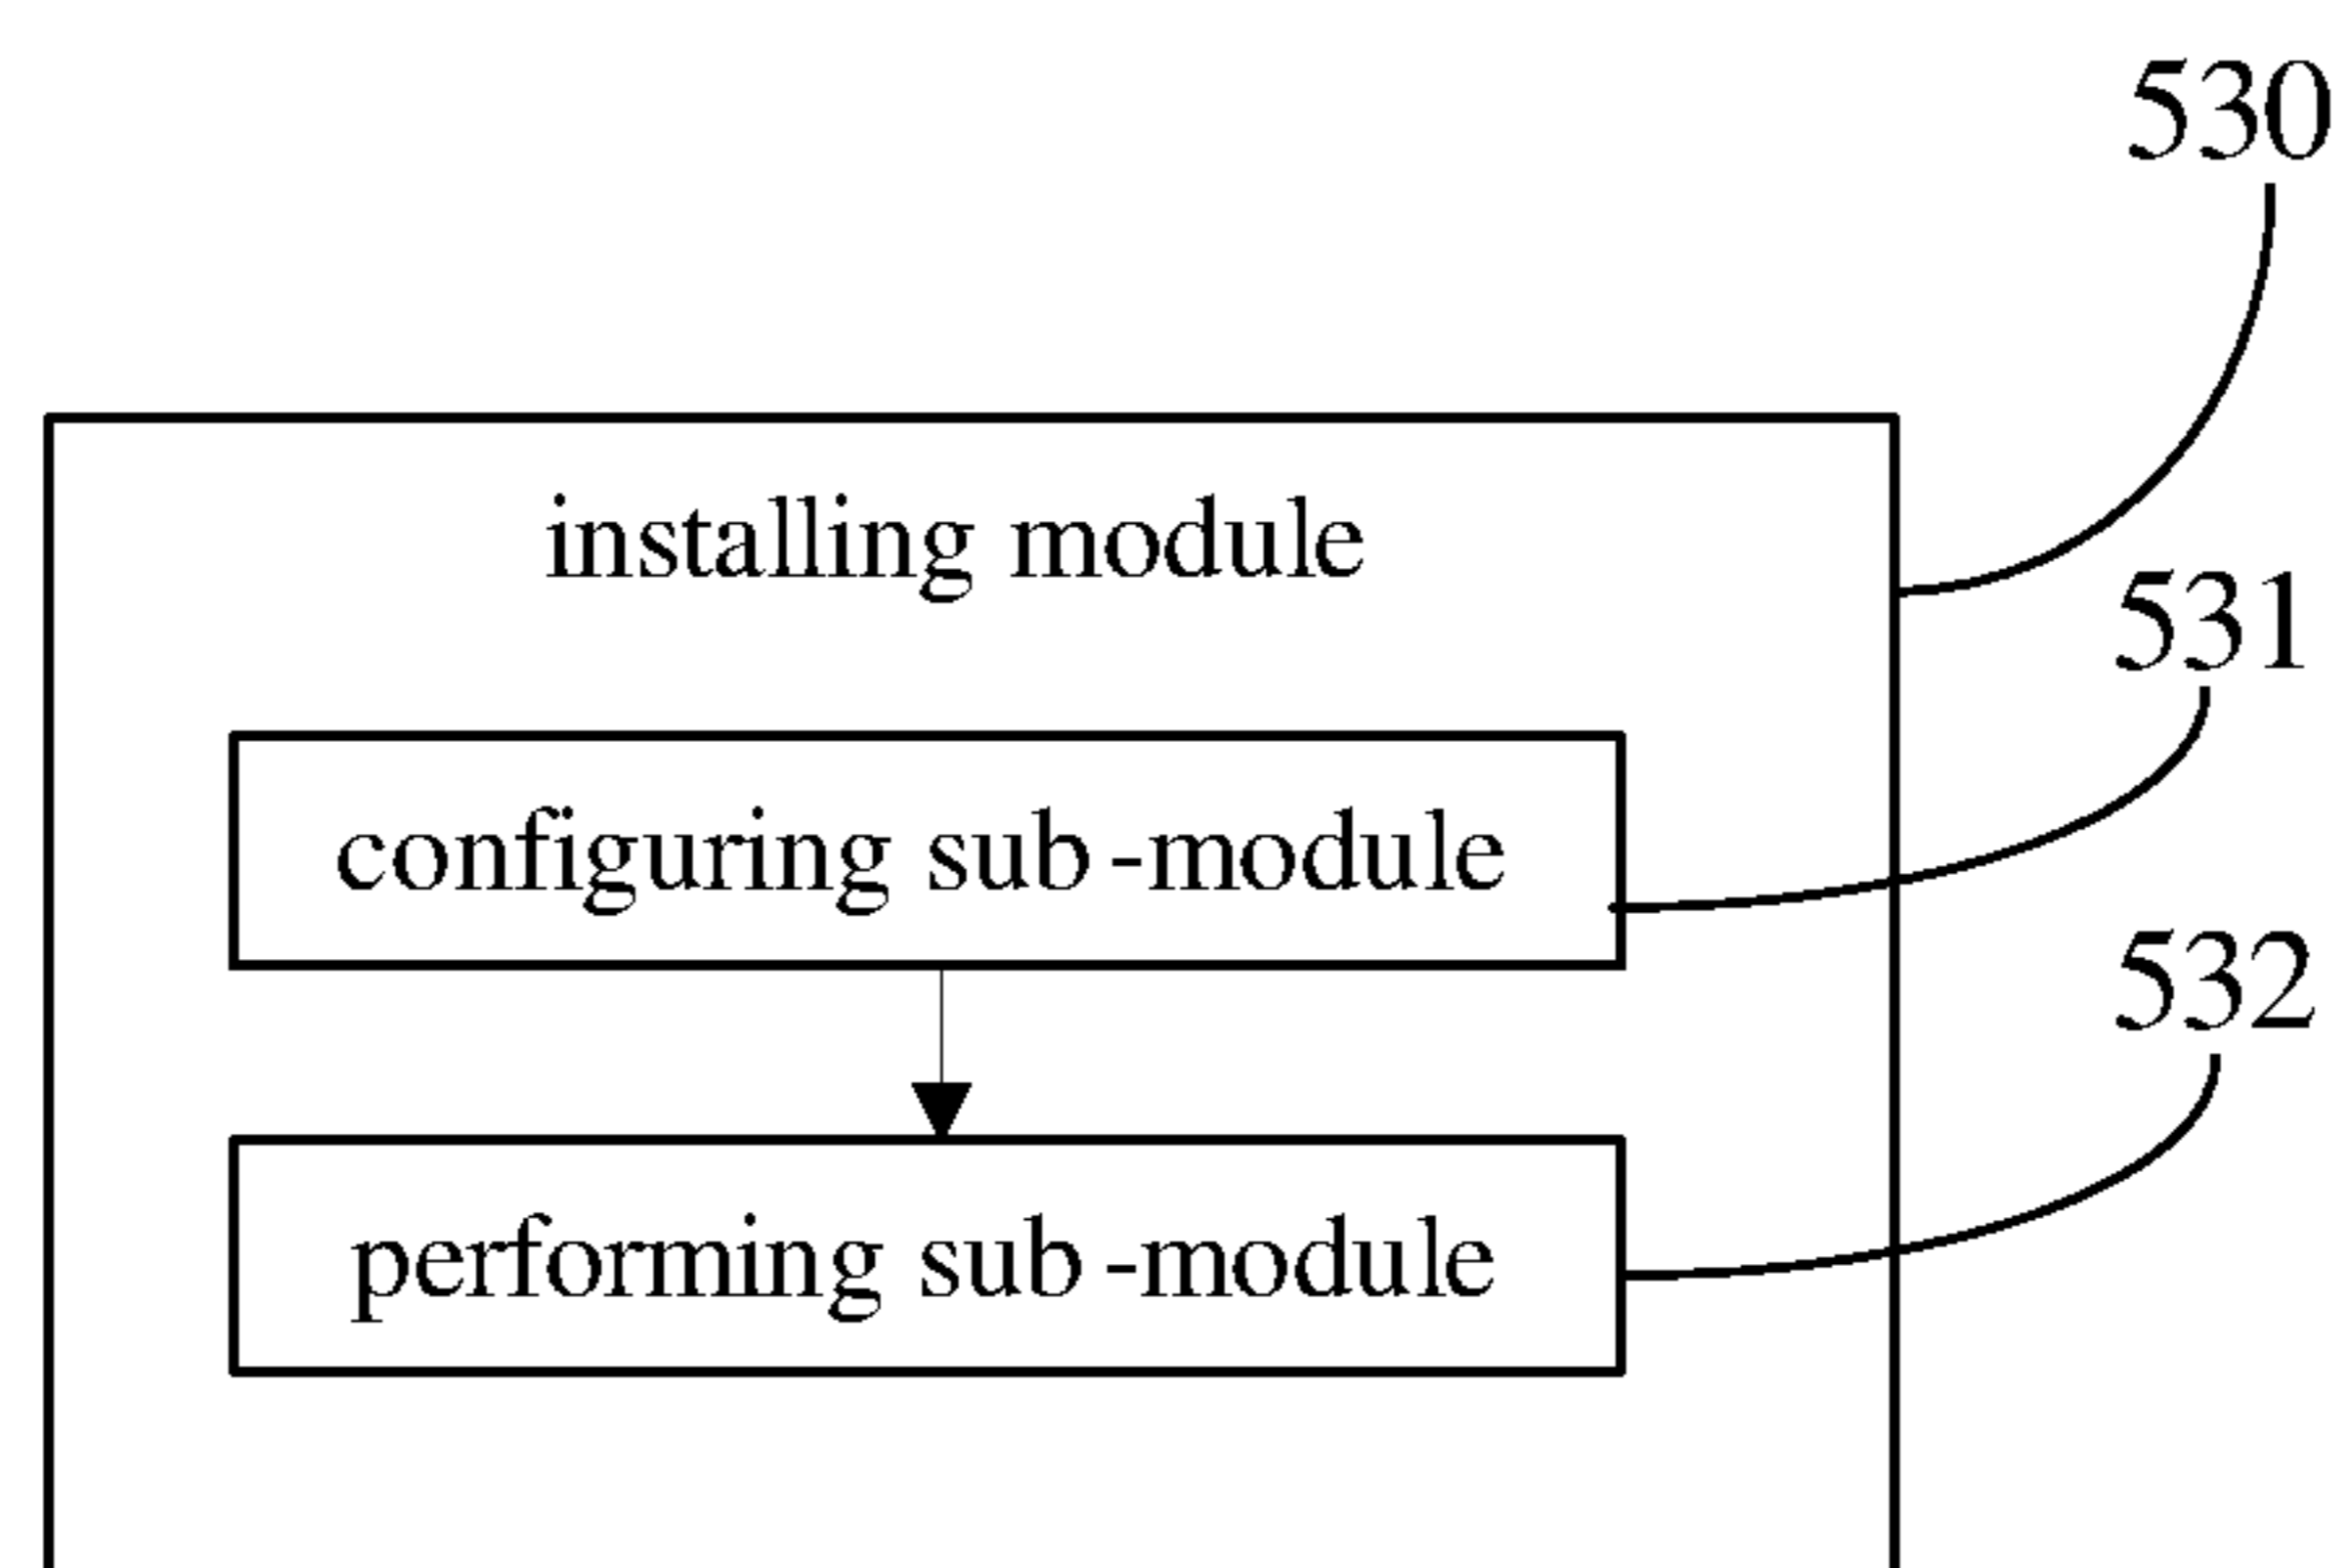 530
installing module
531
configuring sub-module
532
performing sub-module